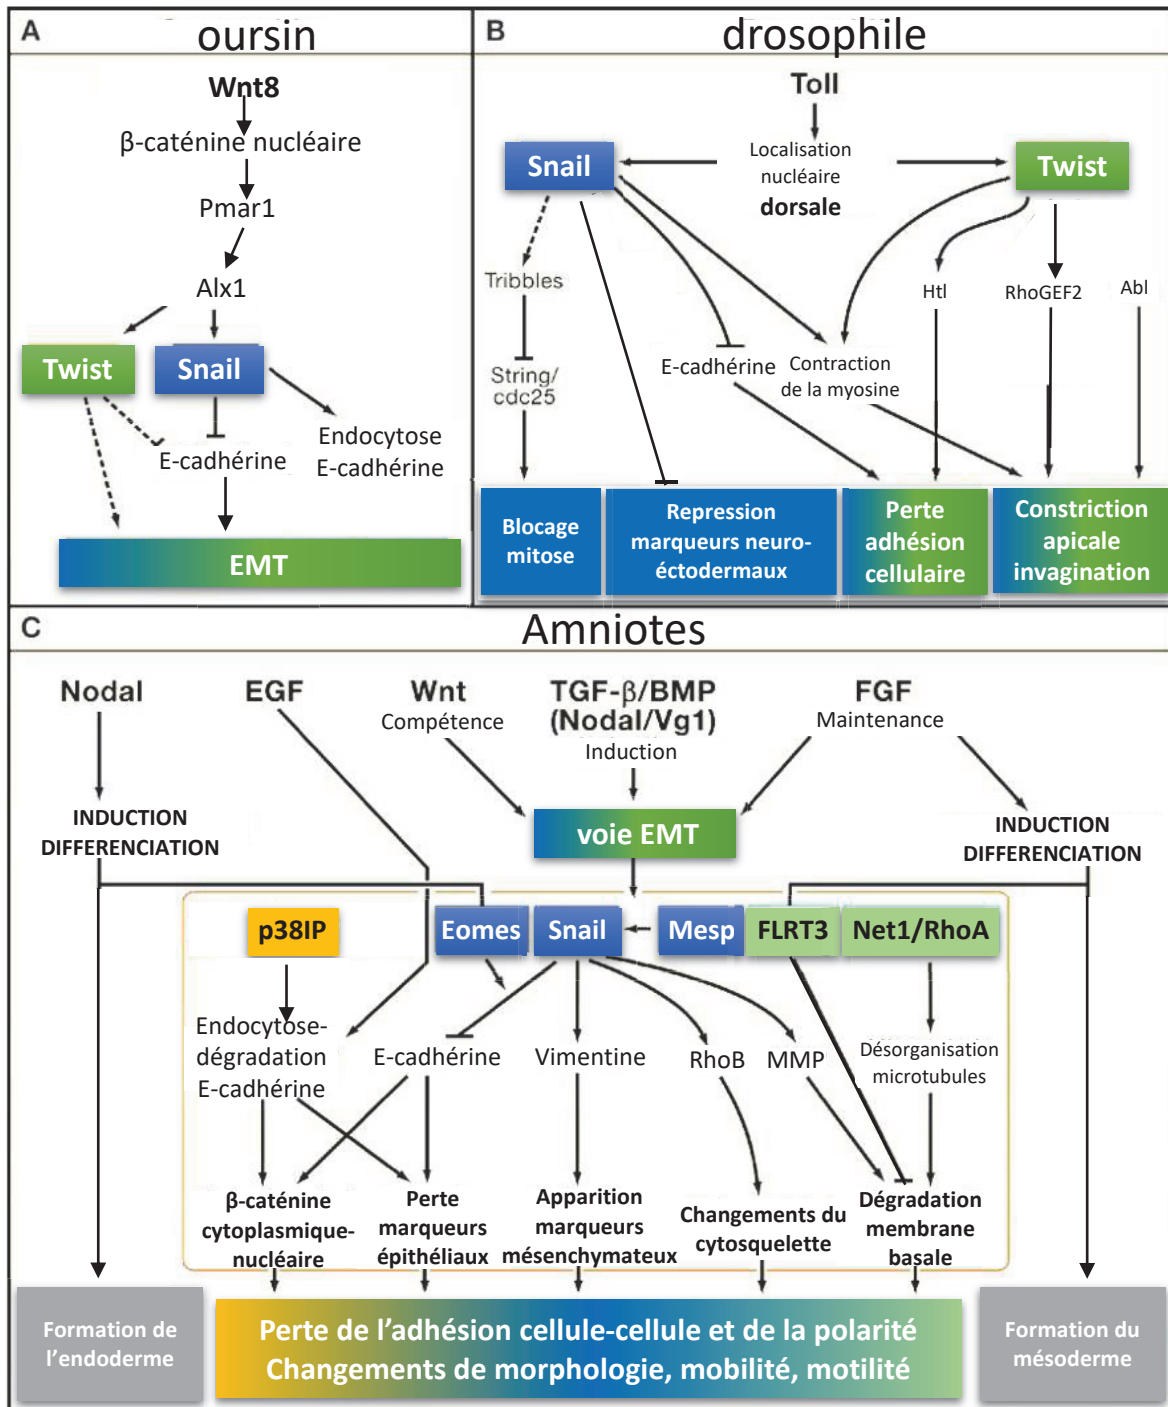 A
oursin
Wnt8
β-caténine nucléaire
Pmar1
Alx1
Twist
Snail
E-cadhérine
Endocytose
E-cadhérine
EMT
B
drosophile
Toll
Snail
Localisation
nucléaire
dorsale
Twist
Tribbles
Htl
RhoGEF2
Abl
String/
cdc25
E-cadhérine
Contraction
de la myosine
Blocage
mitose
Repression
marqueurs neuro-
éctodermaux
Perte
adhésion
cellulaire
Constriction
apicale
invagination
C
Amniotes
Nodal
EGF
Wnt
Compétence
TGF-β/BMP
(Nodal/Vg1)
Induction
FGF
Maintenance
INDUCTION
DIFFERENCIATION
voie EMT
INDUCTION
DIFFERENCIATION
p38IP
Eomes
Snail
Mesp
FLRT3
Net1/RhoA
Endocytose-
dégradation
E-cadhérine
E-cadhérine
Vimentine
RhoB
MMP
Désorganisation
microtubules
β-caténine
cytoplasmique-
nucléaire
Perte
marqueurs
épithéliaux
Apparition
marqueurs
mésenchymateux
Changements du
cytosquelette
Dégradation
membrane
basale
Formation de
l’endoderme
Perte de l’adhésion cellule-cellule et de la polarité
Changements de morphologie, mobilité, motilité
Formation du
mésoderme